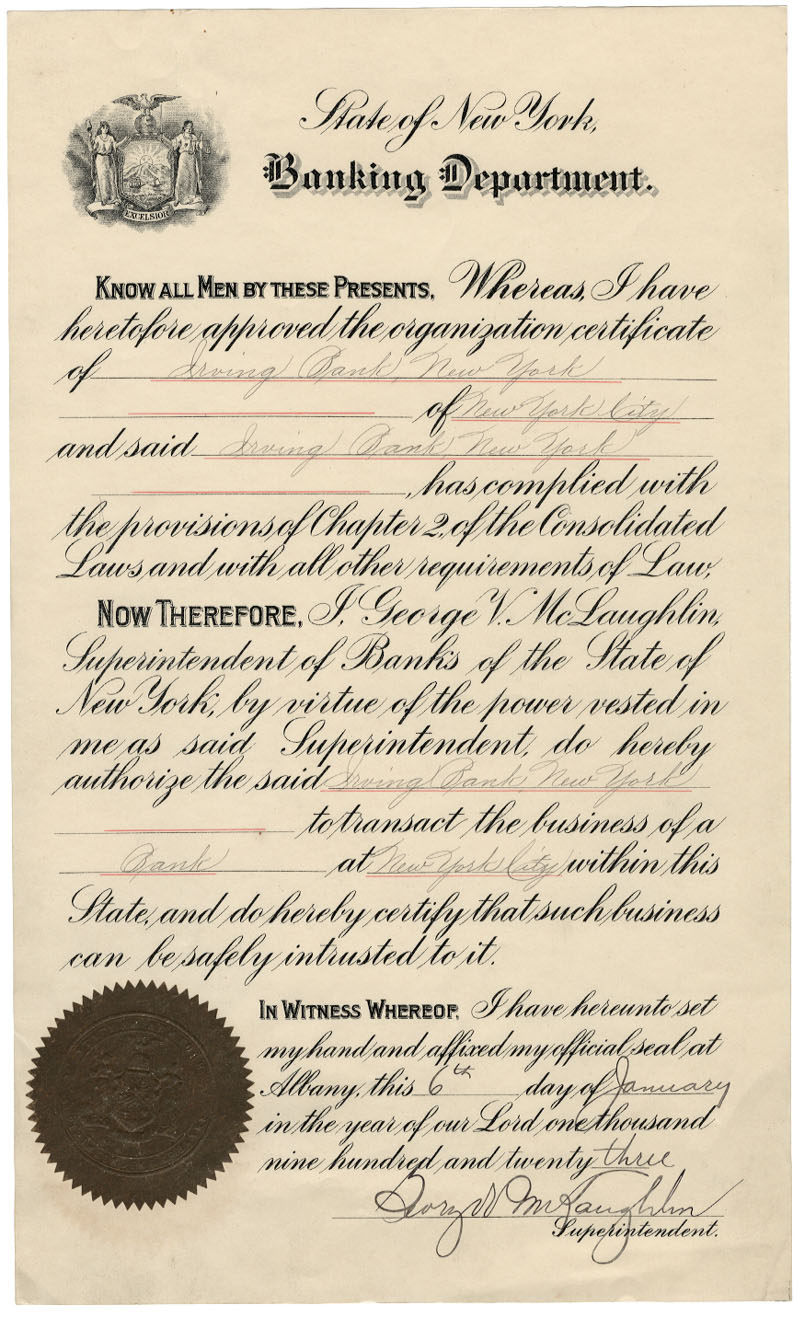 State of New York,
Banking Department.
EXCELSIOR
KNOW ALL MEN BY THESE PRESENTS, Whereas, I have
heretofore approved the organization certificate
of Irving Bank New York
of New York City
and said Irving Bank New York
, has complied with
the provisions of Chapter 2, of the Consolidated
Laws and with all other requirements of Law,
NOW THEREFORE, I, George V. McLaughlin,
Superintendent of Banks of the State of
New York, by virtue of the power vested in
me as said Superintendent, do hereby
authorize the said Irving Bank New York
to transact the business of a
Bank at New York City within this
State, and do hereby certify that such business
can be safely intrusted to it.
IN WITNESS WHEREOF, I have hereunto set
my hand and affixed my official seal at
Albany, this 6th day of January
in the year of our Lord one thousand
nine hundred and twenty three
George V McLaughlin
Superintendent.